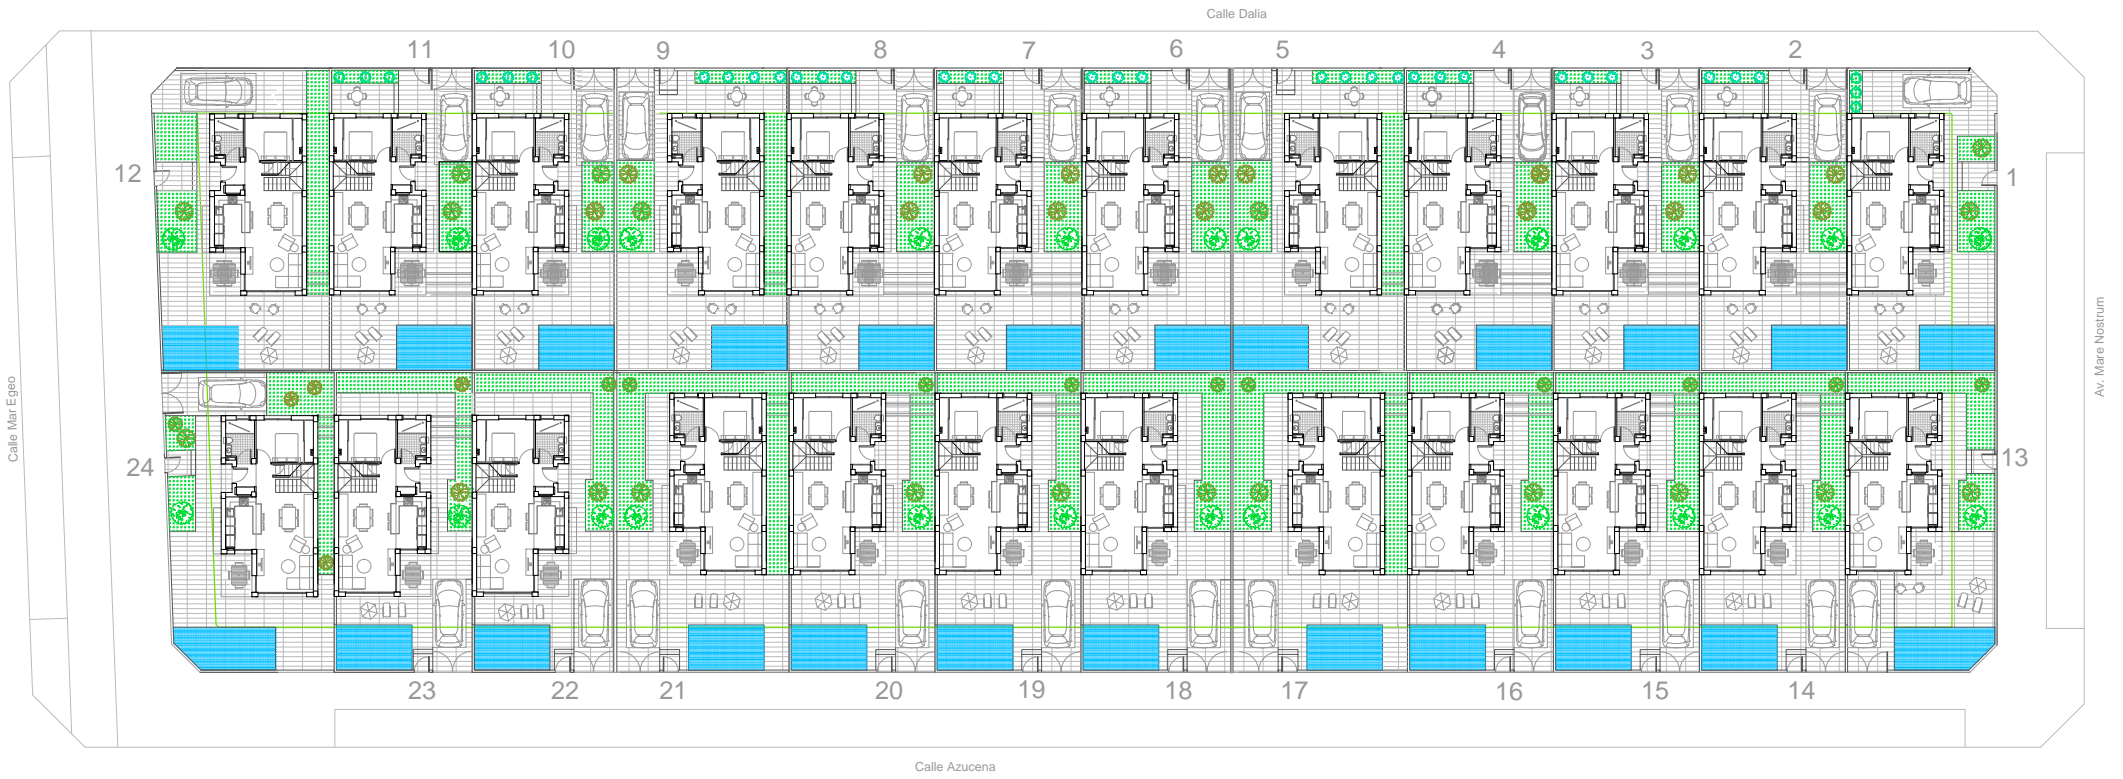 Calle Dalia
11 10 9 8 7 6 5 4 3 2
12
1
Av. Mare Nostrum
Calle Mar Egeo
24
13
23 22 21 20 19 18 17 16 15 14
Calle Azucena